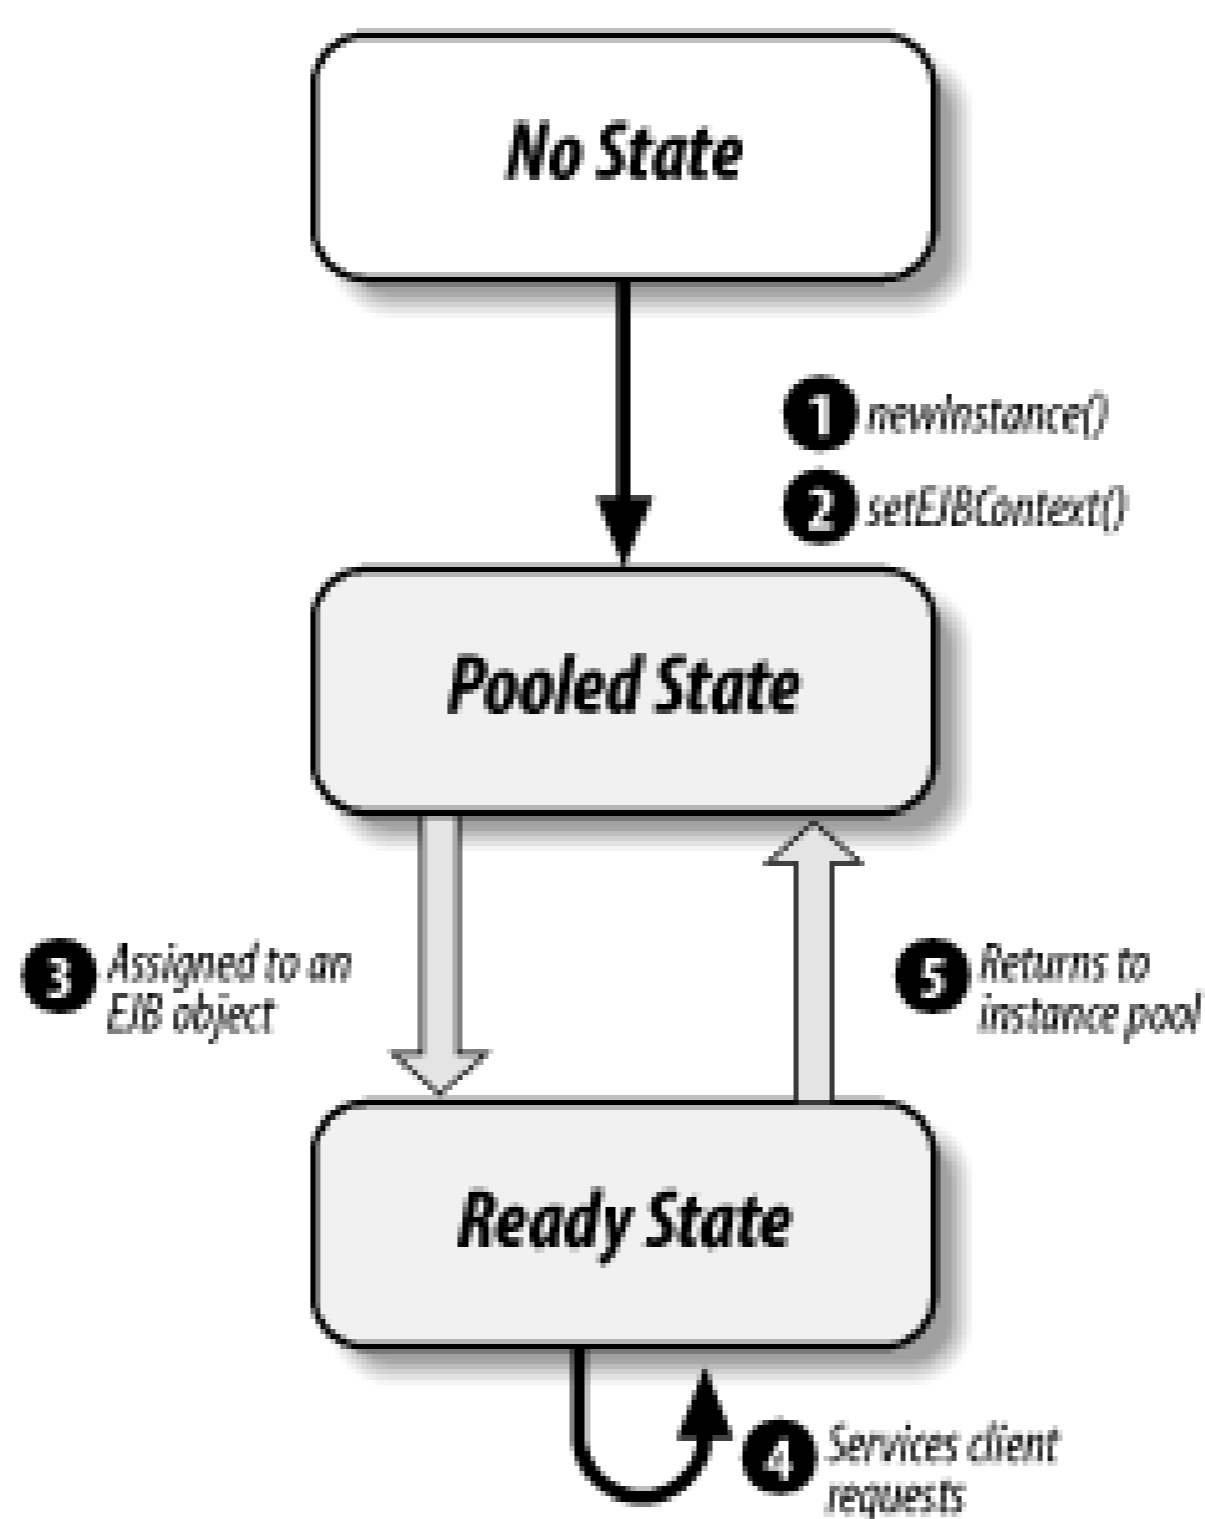 No State
1 newInstance()
2 setEJBContext()
Pooled State
3 Assigned to an
EJB object
5 Returns to
instance pool
Ready State
4 Services client
requests